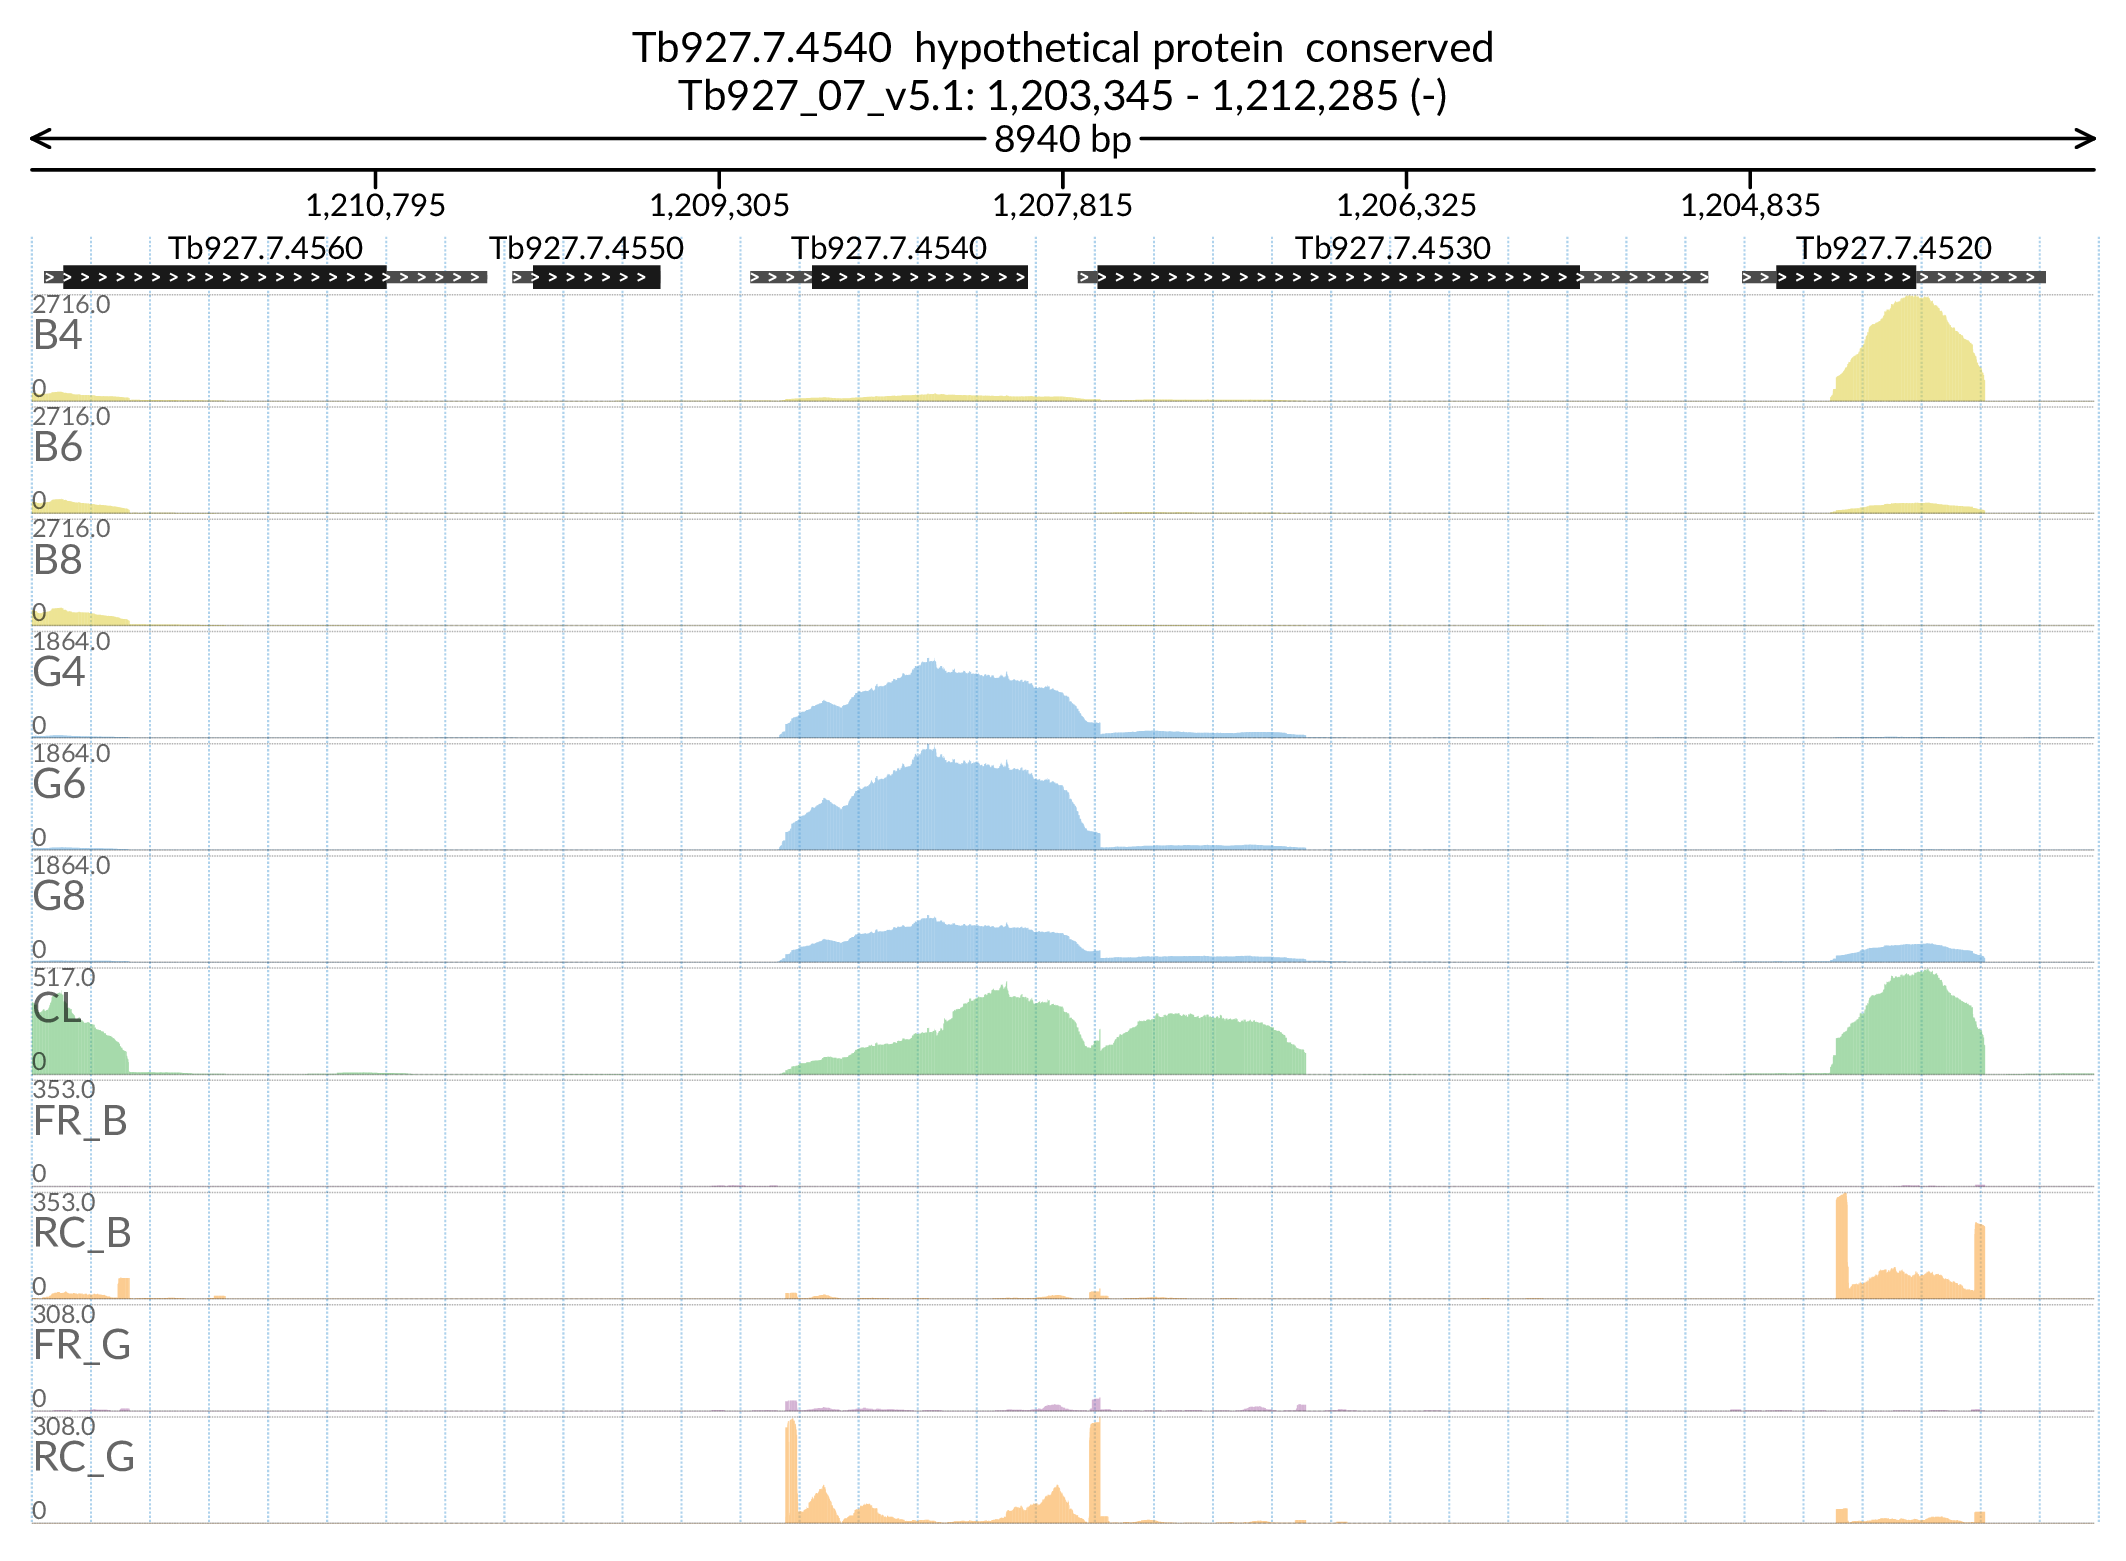 Tb927.7.4540 hypothetical protein conserved
Tb927_07_v5.1: 1,203,345 - 1,212,285 (-)
8940 bp
1,210,795 1,209,305 1,207,815 1,206,325 1,204,835
Tb927.7.4560 Tb927.7.4550 Tb927.7.4540 Tb927.7.4530 Tb927.7.4520
2716.0
B4
0
2716.0
B6
0
2716.0
B8
0
1864.0
G4
0
1864.0
G6
0
1864.0
G8
0
517.0
CL
0
353.0
FR_B
0
353.0
RC_B
0
308.0
FR_G
0
308.0
RC_G
0